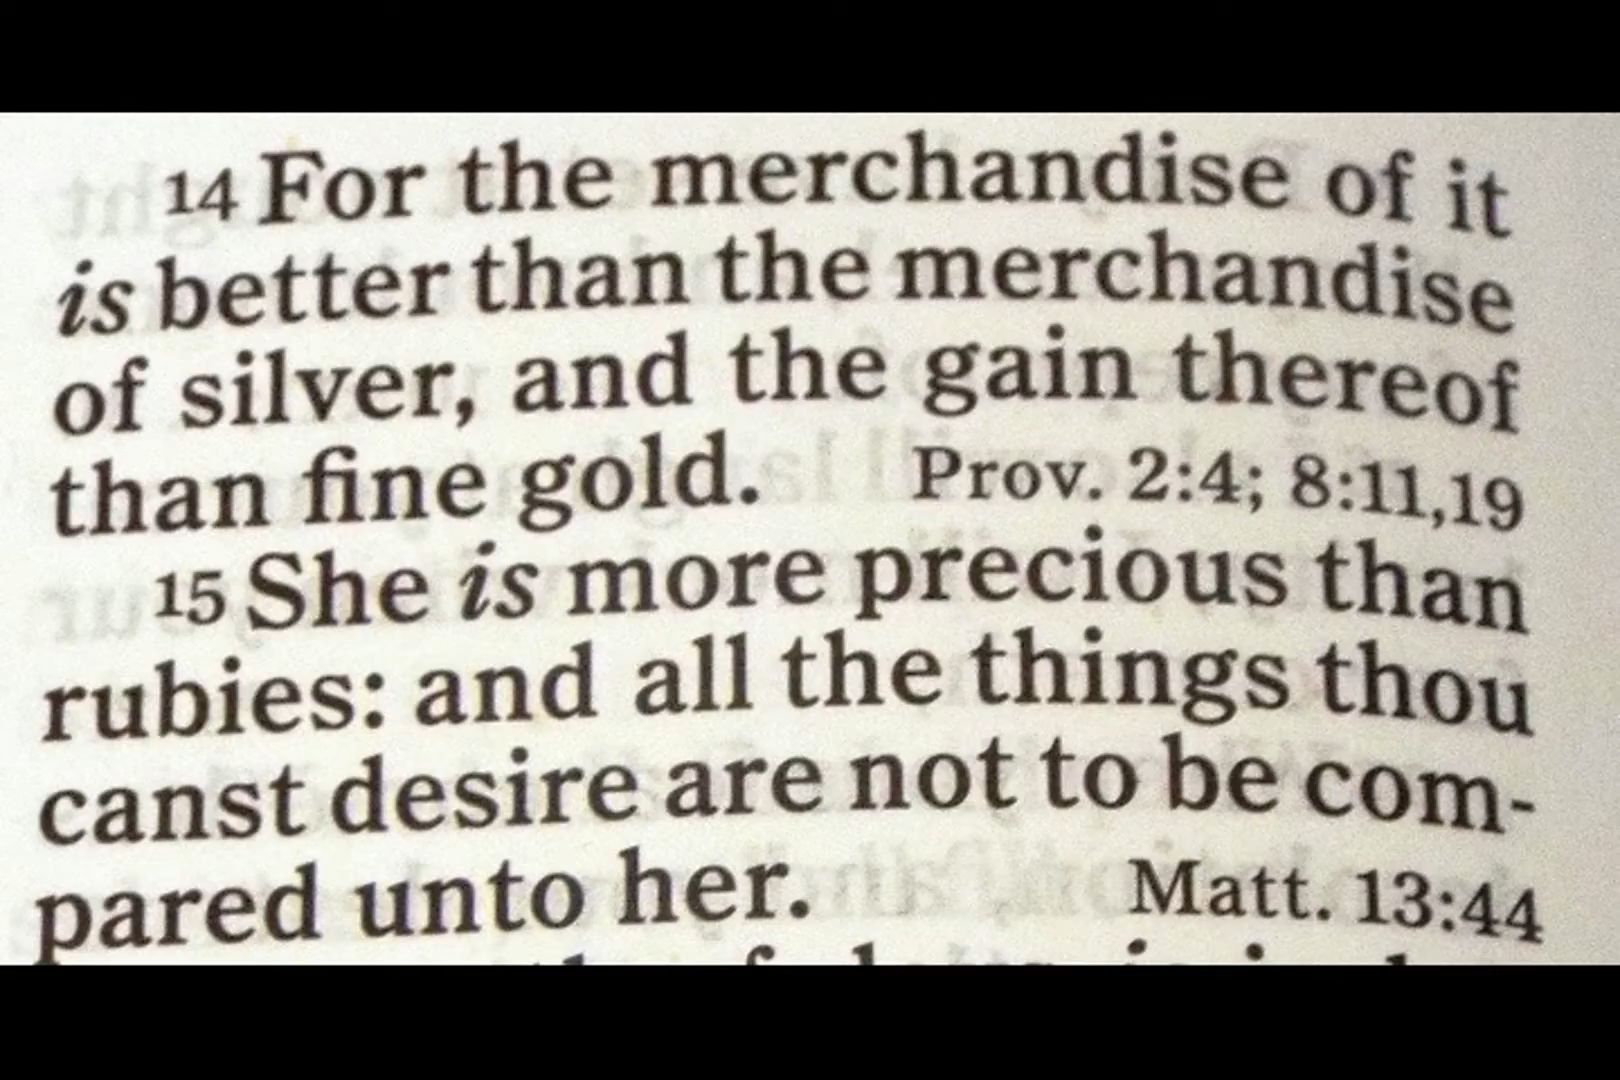 14 For the merchandise of it
is better than the merchandise
of silver, and the gain thereof
than fine gold. Prov. 2:4; 8:11,19
15 She is more precious than
rubies: and all the things thou
canst desire are not to be com-
pared unto her. Matt. 13:44